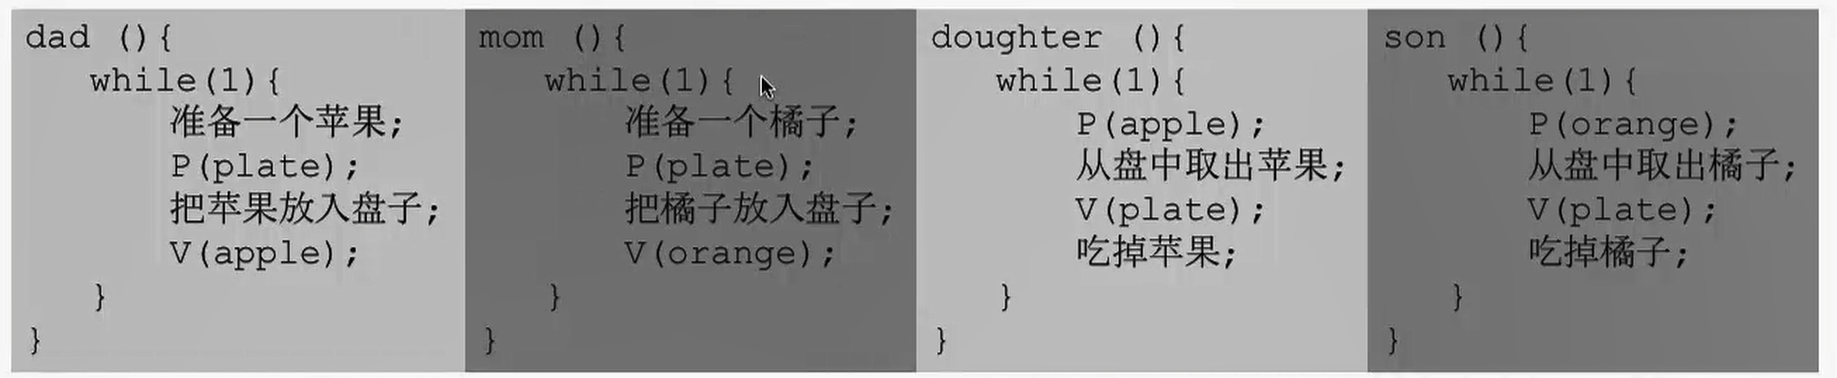 dad (){
while(1){
准备一个苹果;
P(plate);
把苹果放入盘子;
V(apple);
}
}
mom (){
while(1){
准备一个橘子;
P(plate);
把橘子放入盘子;
V(orange);
}
}
doughter (){
while(1){
P(apple);
从盘中取出苹果;
V(plate);
吃掉苹果;
}
}
son (){
while(1){
P(orange);
从盘中取出橘子;
V(plate);
吃掉橘子;
}
}